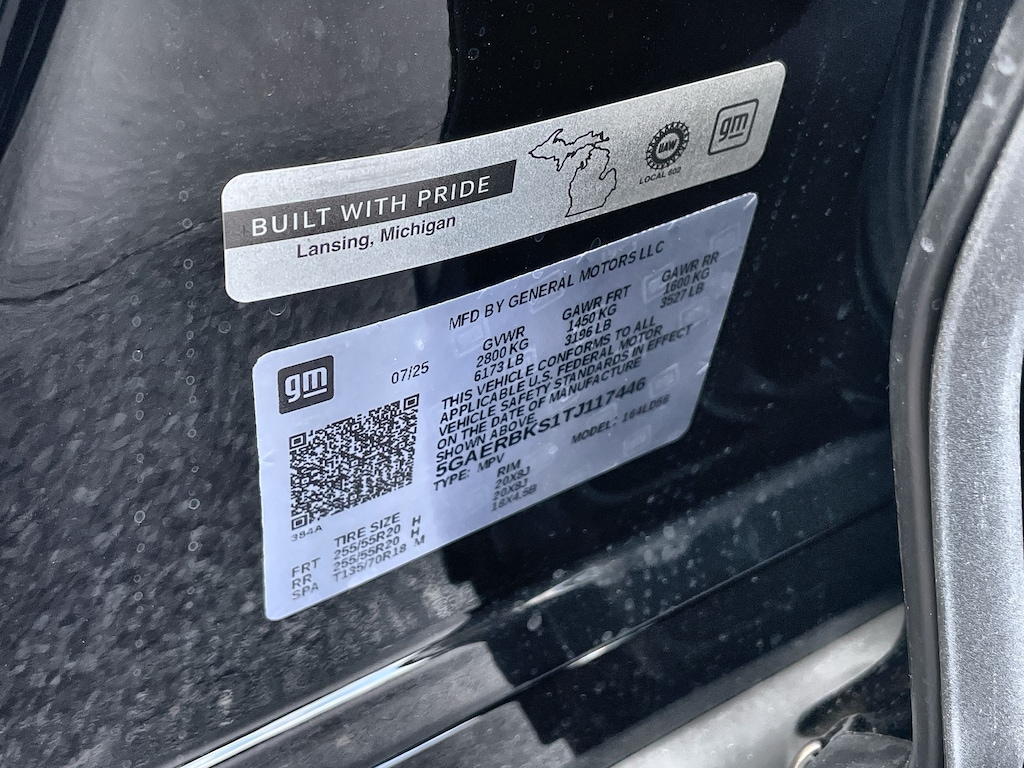 BUILT WITH PRIDE
Lansing, Michigan
UAW
LOCAL 602
gm
MFD BY GENERAL MOTORS LLC
gm
07/25
GVWR GAWR FRT GAWR RR
2800 KG 1450 KG 1600 KG
6173 LB 3196 LB 3527 LB
THIS VEHICLE CONFORMS TO ALL
APPLICABLE U.S. FEDERAL MOTOR
VEHICLE SAFETY STANDARDS IN EFFECT
ON THE DATE OF MANUFACTURE
SHOWN ABOVE.
5GAERBKS1TJ117446
TYPE: MPV MODEL: 164LD56
384A
TIRE SIZE RIM
FRT 255/55R20 H 20X8J
RR 255/55R20 H 20X8J
SPA T135/70R18 M 18X4.5B